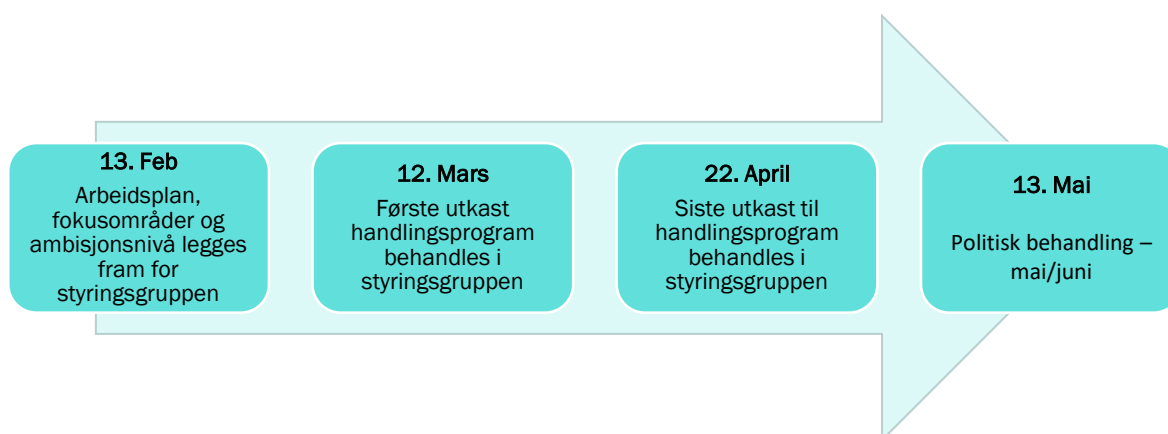 13. Feb
Arbeidsplan,
fokusområder og
ambisjonsnivå legges
fram for
styringsgruppen
12. Mars
Første utkast
handlingsprogram
behandles i
styringsgruppen
22. April
Siste utkast til
handlingsprogram
behandles i
styringsgruppen
13. Mai
Politisk behandling –
mai/juni